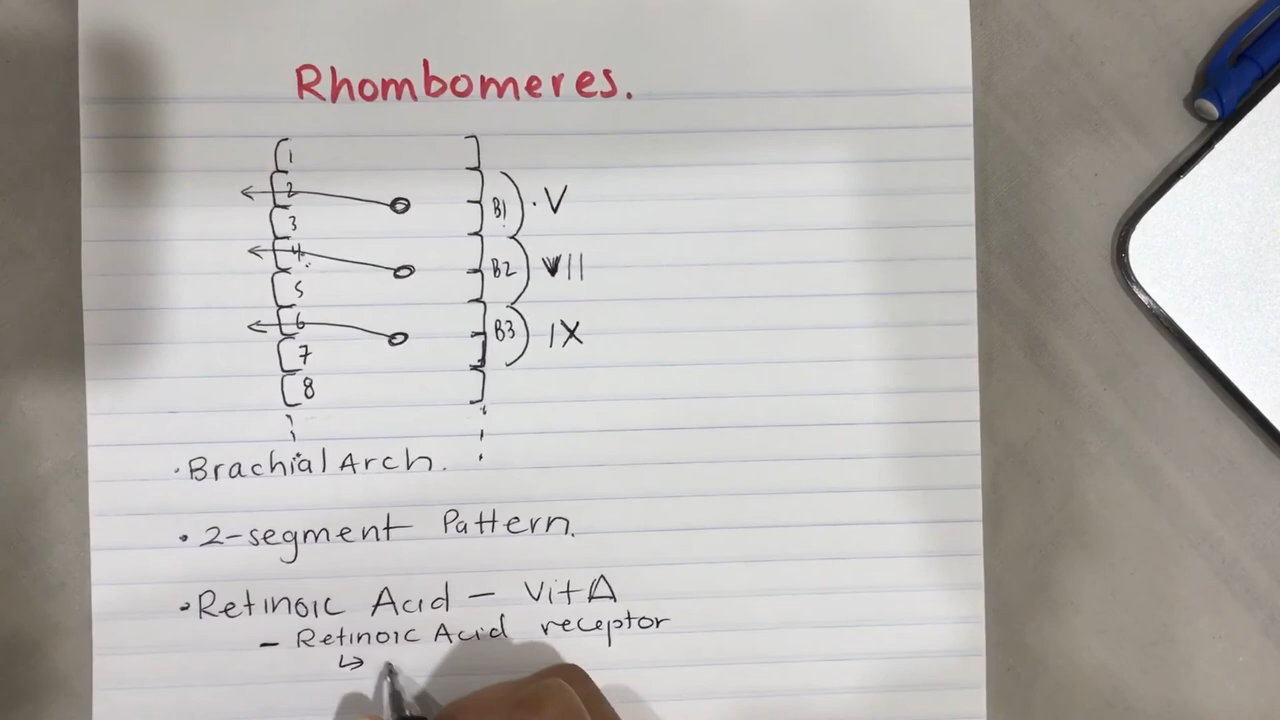 Rhombomeres.
1
2 B1 · V
3
4 B2 VII
5
6 B3 IX
7
8
· Brachial Arch.
· 2-segment Pattern.
· Retinoic Acid – Vit A
– Retinoic Acid receptor
↳